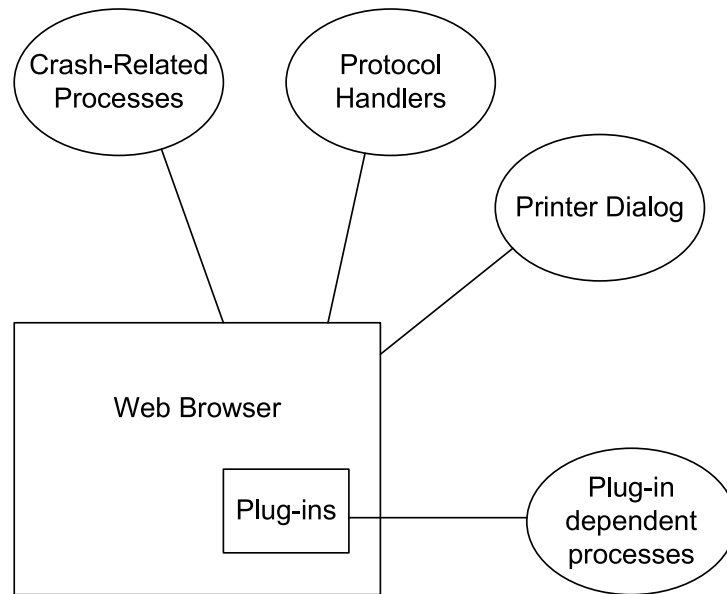 Crash-Related
Processes
Protocol
Handlers
Printer Dialog
Web Browser
Plug-ins
Plug-in
dependent
processes